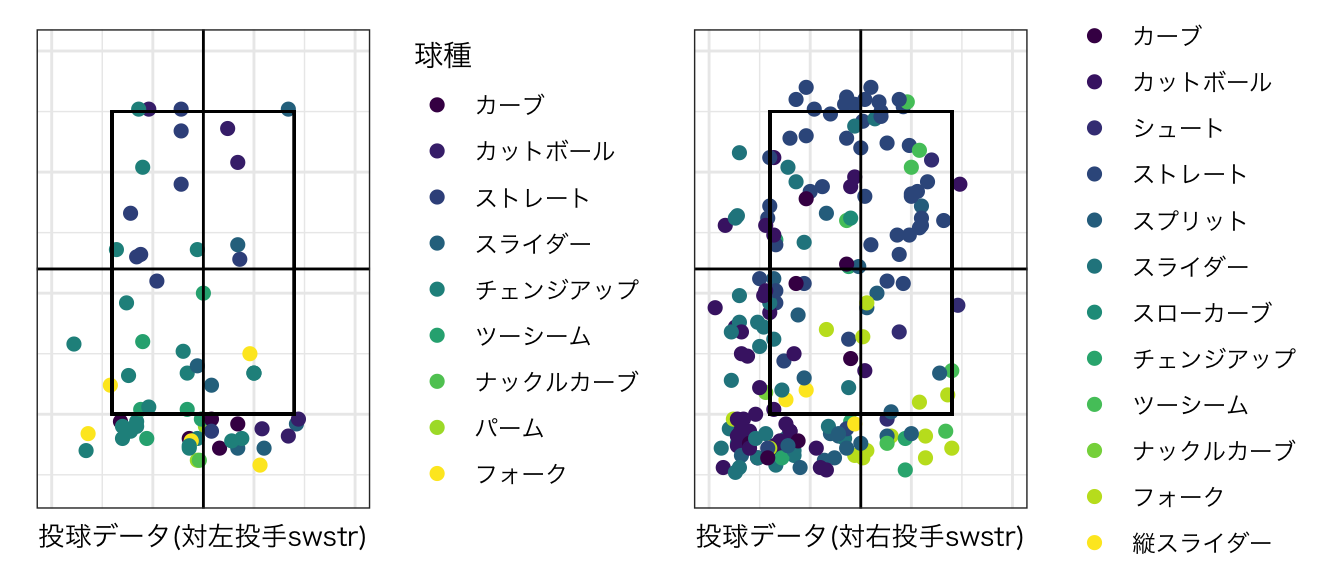 球種
カーブ
カットボール
ストレート
スライダー
チェンジアップ
ツーシーム
ナックルカーブ
パーム
フォーク
投球データ(対左投手swstr)
カーブ
カットボール
シュート
ストレート
スプリット
スライダー
スローカーブ
チェンジアップ
ツーシーム
ナックルカーブ
フォーク
縦スライダー
投球データ(対右投手swstr)